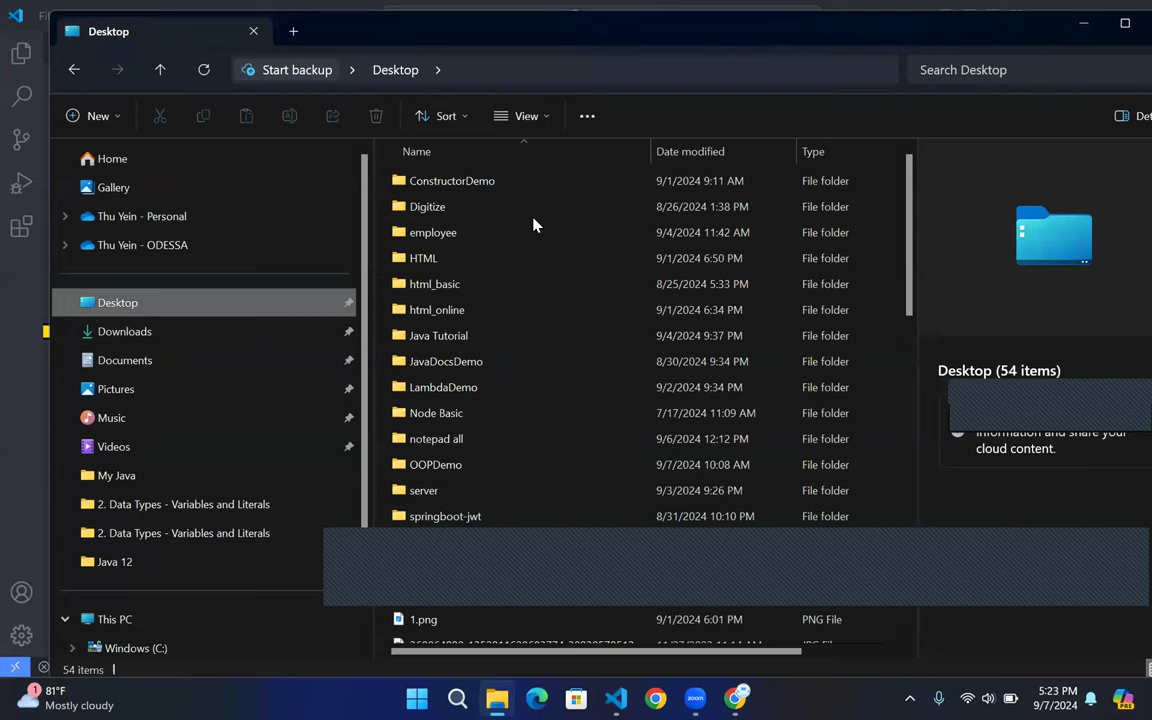 Fil
Desktop
Start backup
Desktop
Search Desktop
New
Sort
View
Det
Home
Gallery
Thu Yein - Personal
Thu Yein - ODESSA
Desktop
Downloads
Documents
Pictures
Music
Videos
My Java
2. Data Types - Variables and Literals
2. Data Types - Variables and Literals
Java 12
This PC
Windows (C:)
Name Date modified Type
ConstructorDemo 9/1/2024 9:11 AM File folder
Digitize 8/26/2024 1:38 PM File folder
employee 9/4/2024 11:42 AM File folder
HTML 9/1/2024 6:50 PM File folder
html_basic 8/25/2024 5:33 PM File folder
html_online 9/1/2024 6:34 PM File folder
Java Tutorial 9/4/2024 9:37 PM File folder
JavaDocsDemo 8/30/2024 9:34 PM File folder
LambdaDemo 9/2/2024 9:34 PM File folder
Node Basic 7/17/2024 11:09 AM File folder
notepad all 9/6/2024 12:12 PM File folder
OOPDemo 9/7/2024 10:08 AM File folder
server 9/3/2024 9:26 PM File folder
springboot-jwt 8/31/2024 10:10 PM File folder
1.png 9/1/2024 6:01 PM PNG File
Desktop (54 items)
information and share your
cloud content.
54 items
1
81°F
Mostly cloudy
zoom
5:23 PM
9/7/2024
PRE